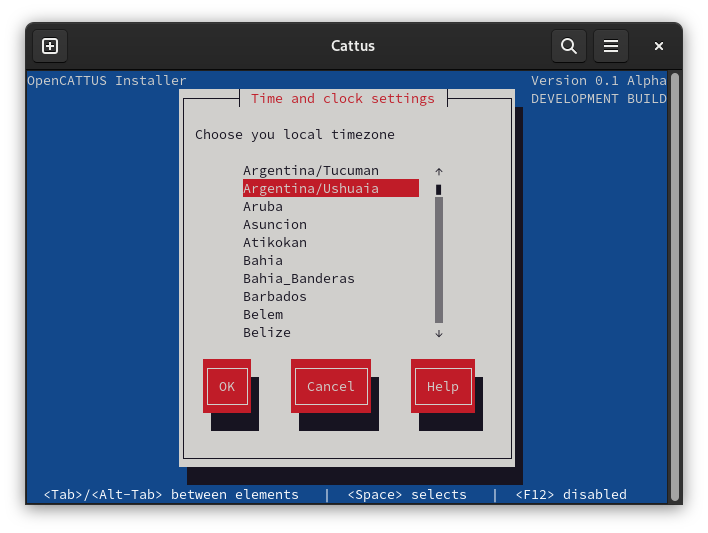 Cattus
OpenCATTUS Installer
Version 0.1 Alpha
DEVELOPMENT BUILD
Time and clock settings
Choose you local timezone
Argentina/Tucuman
Argentina/Ushuaia
Aruba
Asuncion
Atikokan
Bahia
Bahia_Banderas
Barbados
Belem
Belize
OK
Cancel
Help
<Tab>/<Alt-Tab> between elements | <Space> selects | <F12> disabled